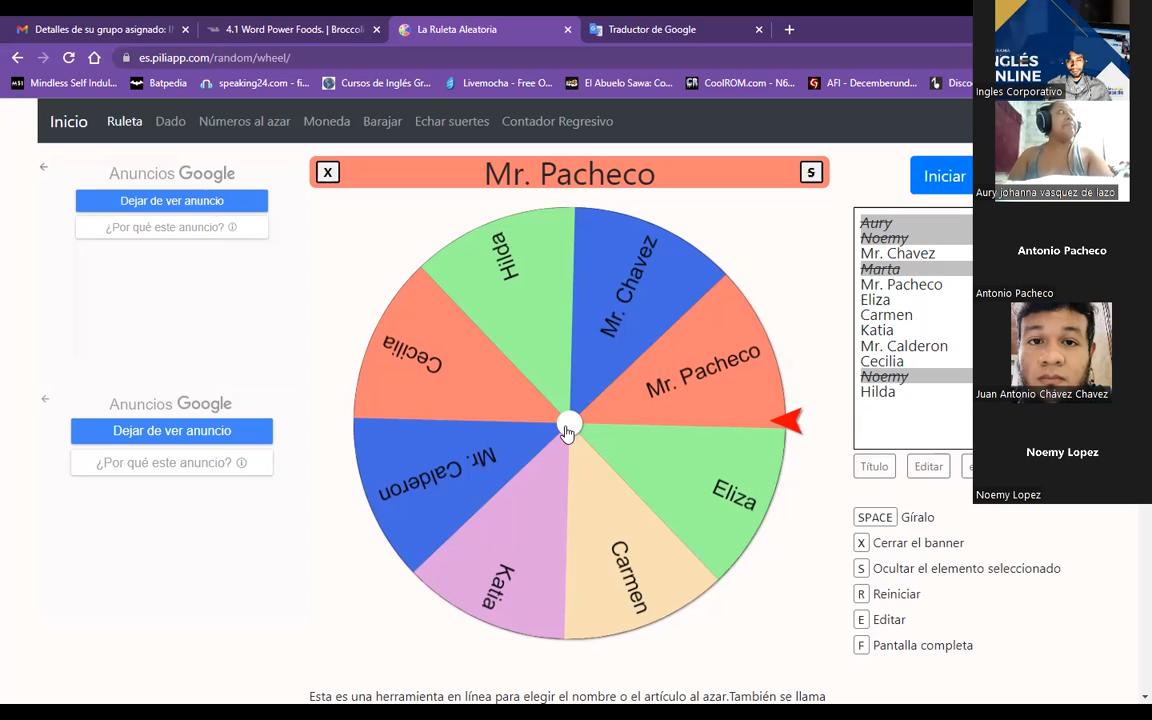 Detalles de su grupo asignado: I
4.1 Word Power Foods. | Broccol
La Ruleta Aleatoria
Traductor de Google
es.piliapp.com/random/wheel/
Mindless Self Indul...
Batpedia
speaking24.com - fi...
Cursos de Inglés Gr...
Livemocha - Free O...
El Abuelo Sawa: Co...
CoolROM.com - N6...
AFI - Decemberund...
Disco
Inicio
Ruleta
Dado
Números al azar
Moneda
Barajar
Echar suertes
Contador Regresivo
Anuncios Google
Dejar de ver anuncio
¿Por qué este anuncio?
Anuncios Google
Dejar de ver anuncio
¿Por qué este anuncio?
X
Mr. Pacheco
S
Hilda
Mr. Chavez
Mr. Pacheco
Eliza
Carmen
Katia
Mr. Calderon
Cecilia
Iniciar
Aury
Noemy
Mr. Chavez
Marta
Mr. Pacheco
Eliza
Carmen
Katia
Mr. Calderon
Cecilia
Noemy
Hilda
Título
Editar
SPACE Gíralo
X Cerrar el banner
S Ocultar el elemento seleccionado
R Reiniciar
E Editar
F Pantalla completa
Esta es una herramienta en línea para elegir el nombre o el artículo al azar.También se llama
NGLÉS
ONLINE
Ingles Corporativo
Aury johanna vasquez de lazo
Antonio Pacheco
Antonio Pacheco
Juan Antonio Chávez Chavez
Noemy Lopez
Noemy Lopez